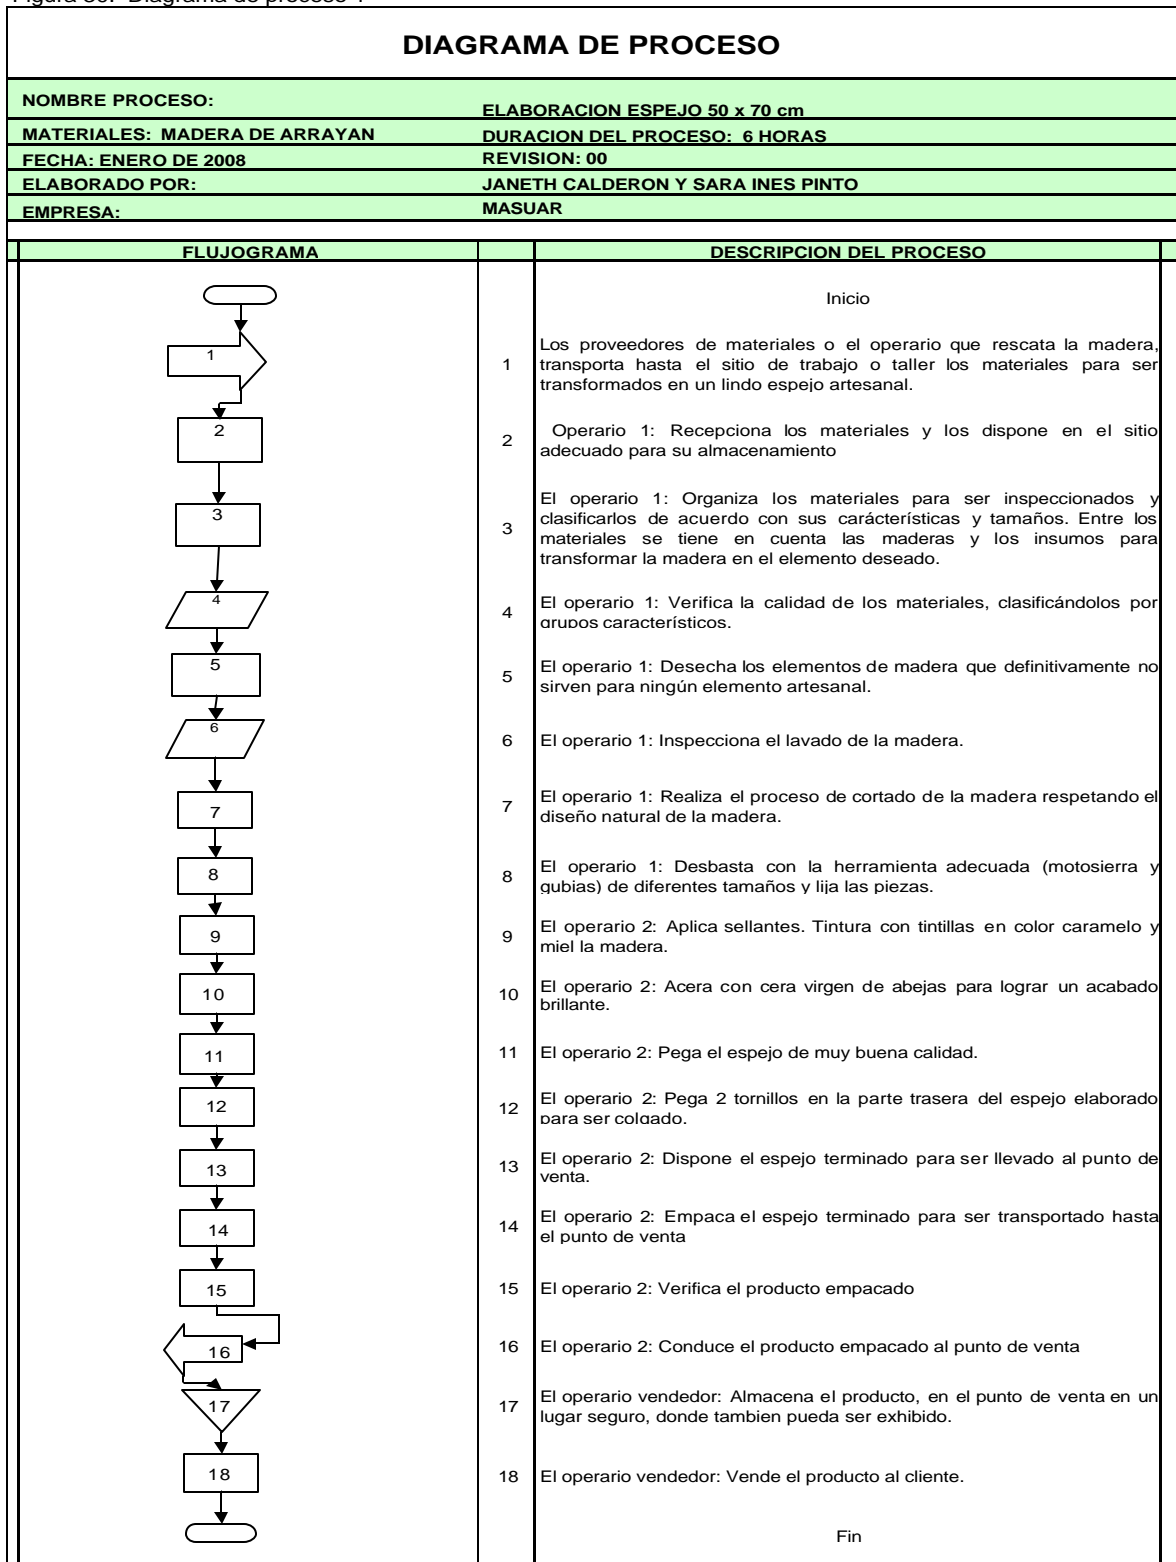 DIAGRAMA DE PROCESO
NOMBRE PROCESO:
ELABORACION ESPEJO 50 x 70 cm
MATERIALES: MADERA DE ARRAYAN
DURACION DEL PROCESO: 6 HORAS
FECHA: ENERO DE 2008
REVISION: 00
ELABORADO POR:
JANETH CALDERON Y SARA INES PINTO
EMPRESA:
MASUAR
FLUJOGRAMA
DESCRIPCION DEL PROCESO
Inicio
1
1
Los proveedores de materiales o el operario que rescata la madera,
transporta hasta el sitio de trabajo o taller los materiales para ser
transformados en un lindo espejo artesanal.
2
2
Operario 1: Recepciona los materiales y los dispone en el sitio
adecuado para su almacenamiento
3
3
El operario 1: Organiza los materiales para ser inspeccionados y
clasificarlos de acuerdo con sus carácterísticas y tamaños. Entre los
materiales se tiene en cuenta las maderas y los insumos para
transformar la madera en el elemento deseado.
4
4
El operario 1: Verifica la calidad de los materiales, clasificándolos por
grupos característicos.
5
5
El operario 1: Desecha los elementos de madera que definitivamente no
sirven para ningún elemento artesanal.
6
6
El operario 1: Inspecciona el lavado de la madera.
7
7
El operario 1: Realiza el proceso de cortado de la madera respetando el
diseño natural de la madera.
8
8
El operario 1: Desbasta con la herramienta adecuada (motosierra y
gubias) de diferentes tamaños y lija las piezas.
9
9
El operario 2: Aplica sellantes. Tintura con tintillas en color caramelo y
miel la madera.
10
10
El operario 2: Acera con cera virgen de abejas para lograr un acabado
brillante.
11
11
El operario 2: Pega el espejo de muy buena calidad.
12
12
El operario 2: Pega 2 tornillos en la parte trasera del espejo elaborado
para ser colgado.
13
13
El operario 2: Dispone el espejo terminado para ser llevado al punto de
venta.
14
14
El operario 2: Empaca el espejo terminado para ser transportado hasta
el punto de venta
15
15
El operario 2: Verifica el producto empacado
16
16
El operario 2: Conduce el producto empacado al punto de venta
17
17
El operario vendedor: Almacena el producto, en el punto de venta en un
lugar seguro, donde tambien pueda ser exhibido.
18
18
El operario vendedor: Vende el producto al cliente.
Fin